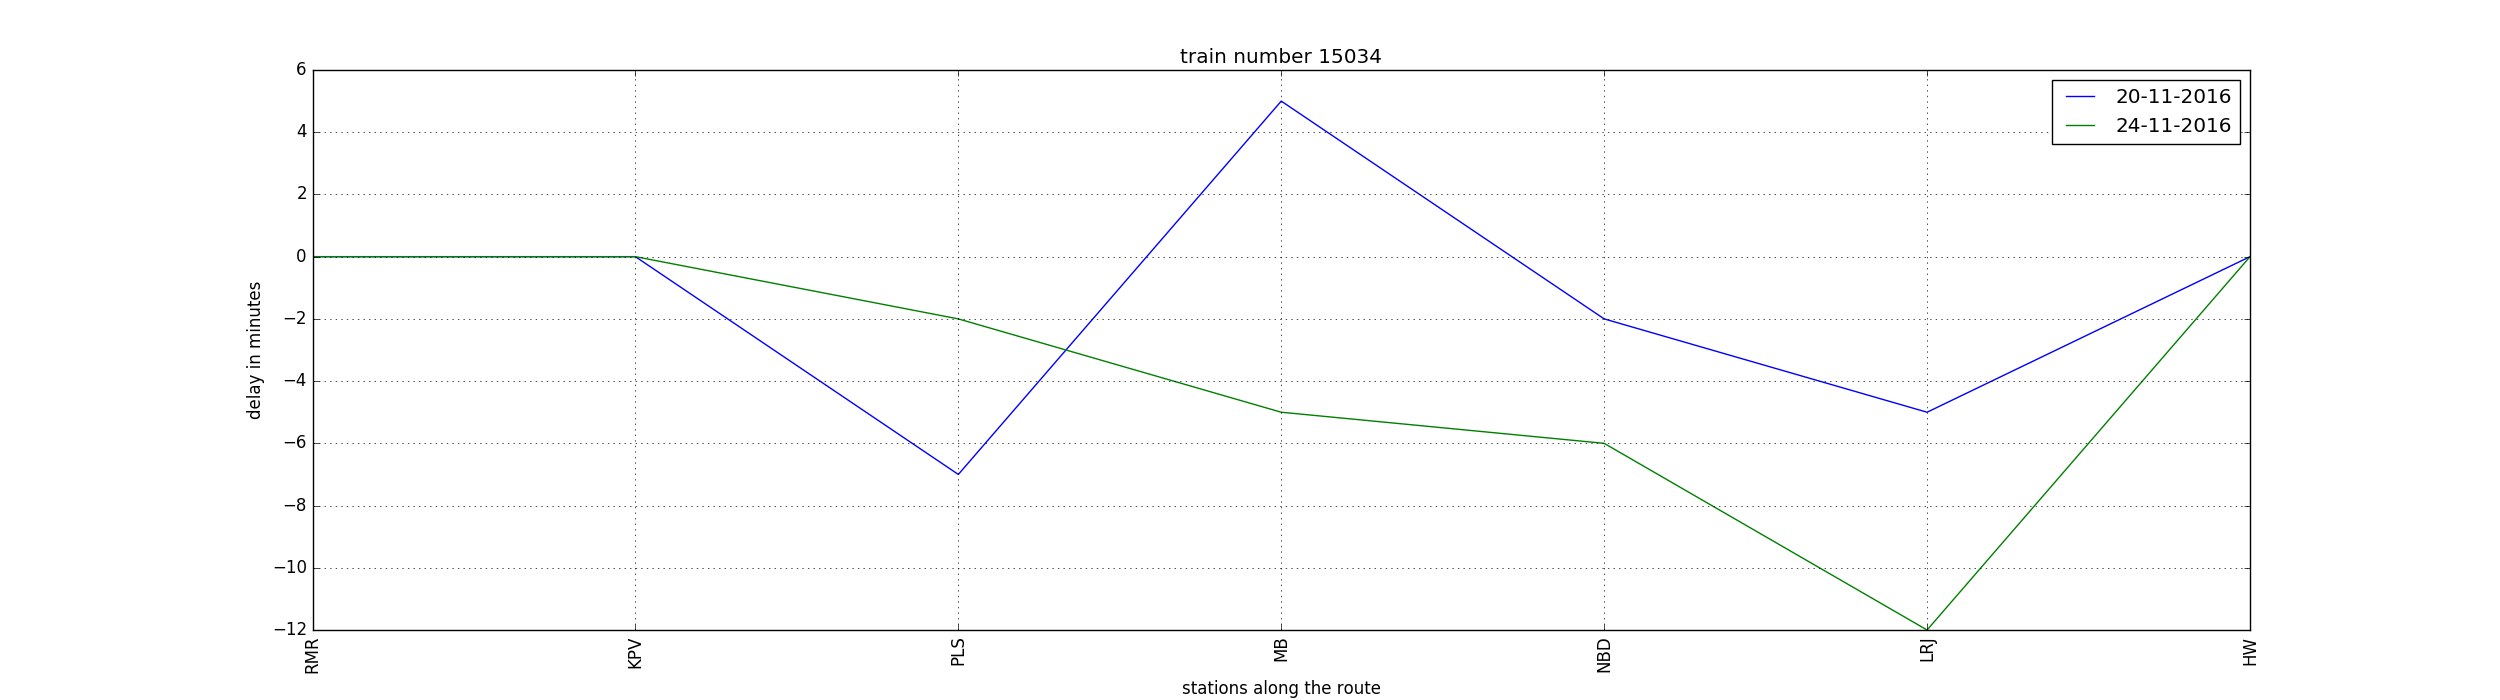 train number 15034
6
4
2
0
−2
−4
−6
−8
−10
−12
delay in minutes
20-11-2016
24-11-2016
RMR
KPV
PLS
MB
NBD
LRJ
HW
stations along the route